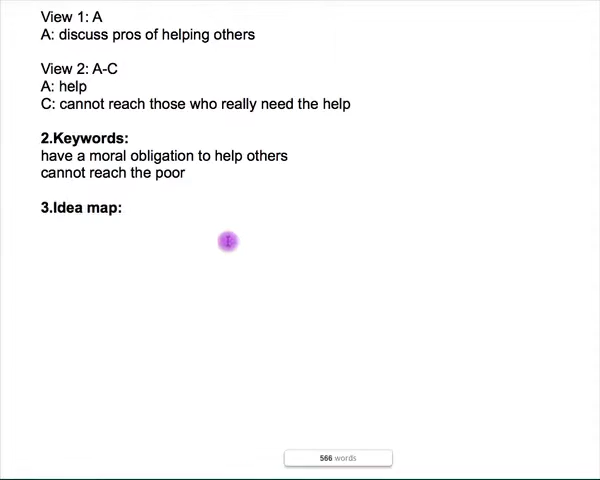 View 1: A
A: discuss pros of helping others
View 2: A-C
A: help
C: cannot reach those who really need the help
2.Keywords:
have a moral obligation to help others
cannot reach the poor
3.Idea map:
566 words